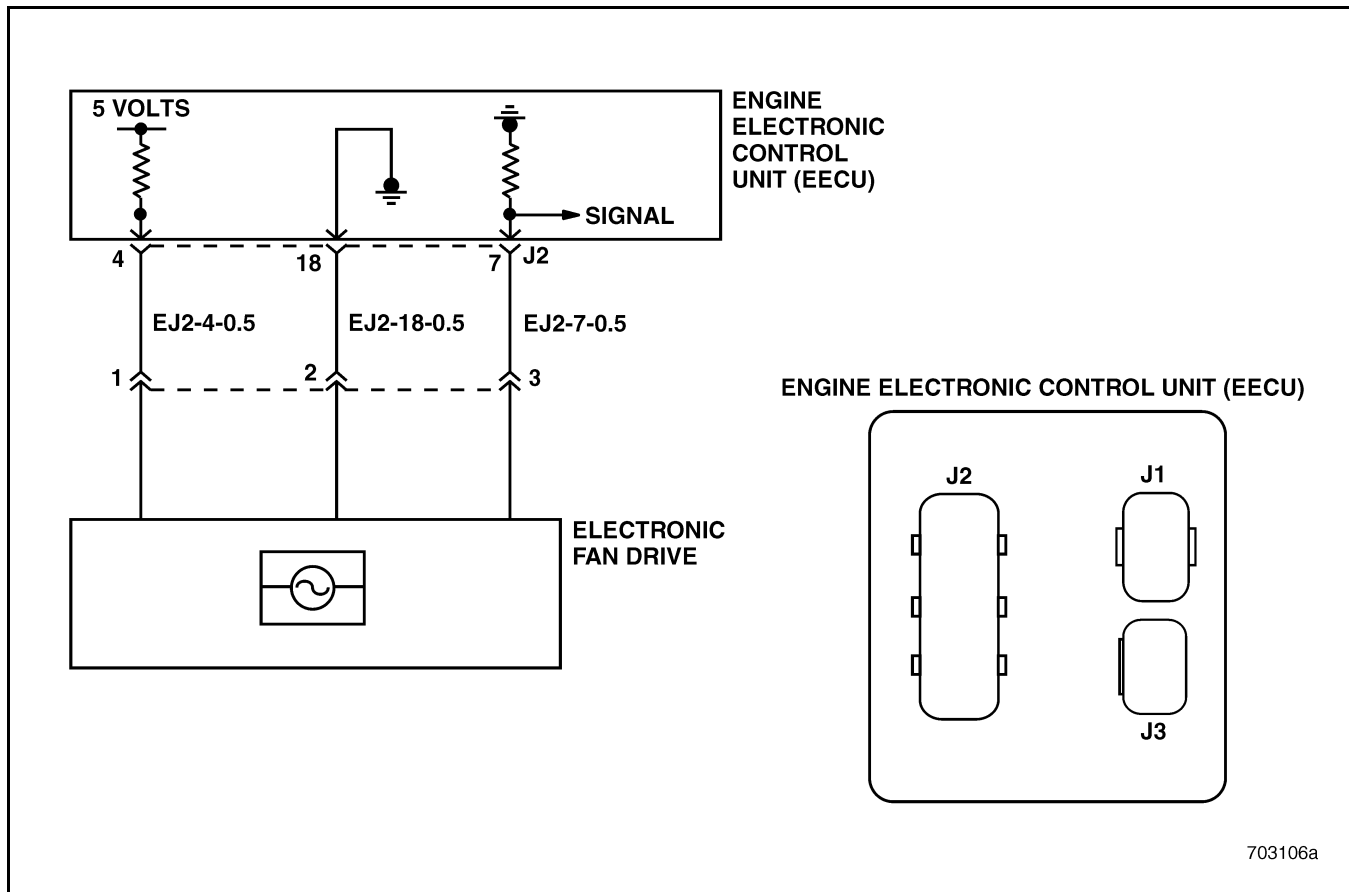 5 VOLTS
ENGINE
ELECTRONIC
CONTROL
UNIT (EECU)
SIGNAL
4
18
7
J2
EJ2-4-0.5
EJ2-18-0.5
EJ2-7-0.5
1
2
3
ELECTRONIC
FAN DRIVE
ENGINE ELECTRONIC CONTROL UNIT (EECU)
J2
J1
J3
703106a